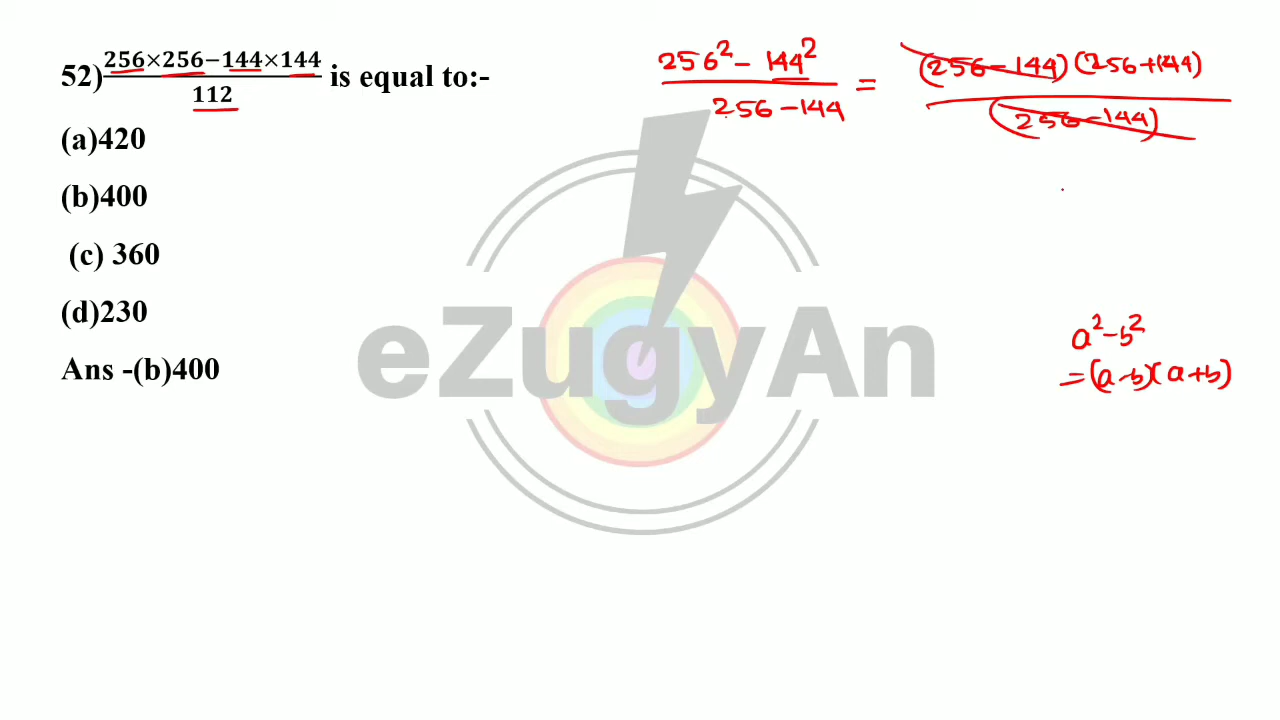 52) (256×256−144×144)/112 is equal to:-
(a)420
(b)400
(c) 360
(d)230
Ans -(b)400
(256² − 144²)/(256 − 144) = ((256 − 144)(256+144))/((256 − 144))
a² − b²
= (a − b)(a + b)
eZugyAn